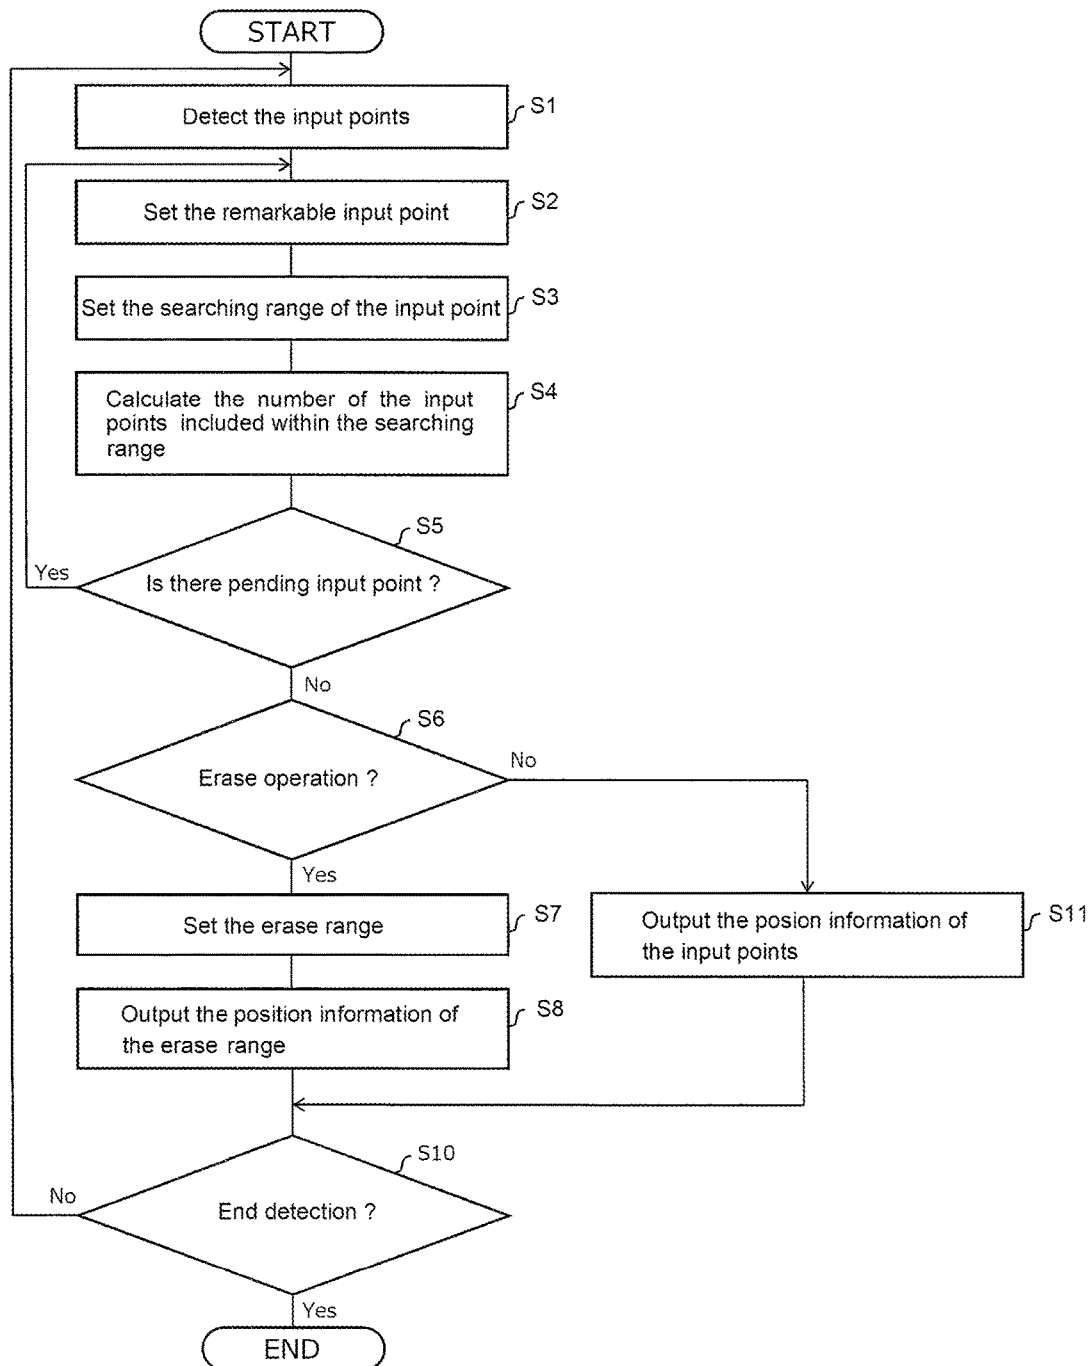 START
Detect the input points
S1
Set the remarkable input point
S2
Set the searching range of the input point
S3
Calculate the number of the input
points included within the searching
range
S4
S5
Yes
Is there pending input point ?
No
S6
Erase operation ?
No
Yes
Set the erase range
S7
Output the posion information of
the input points
S11
Output the position information of
the erase range
S8
S10
No
End detection ?
Yes
END